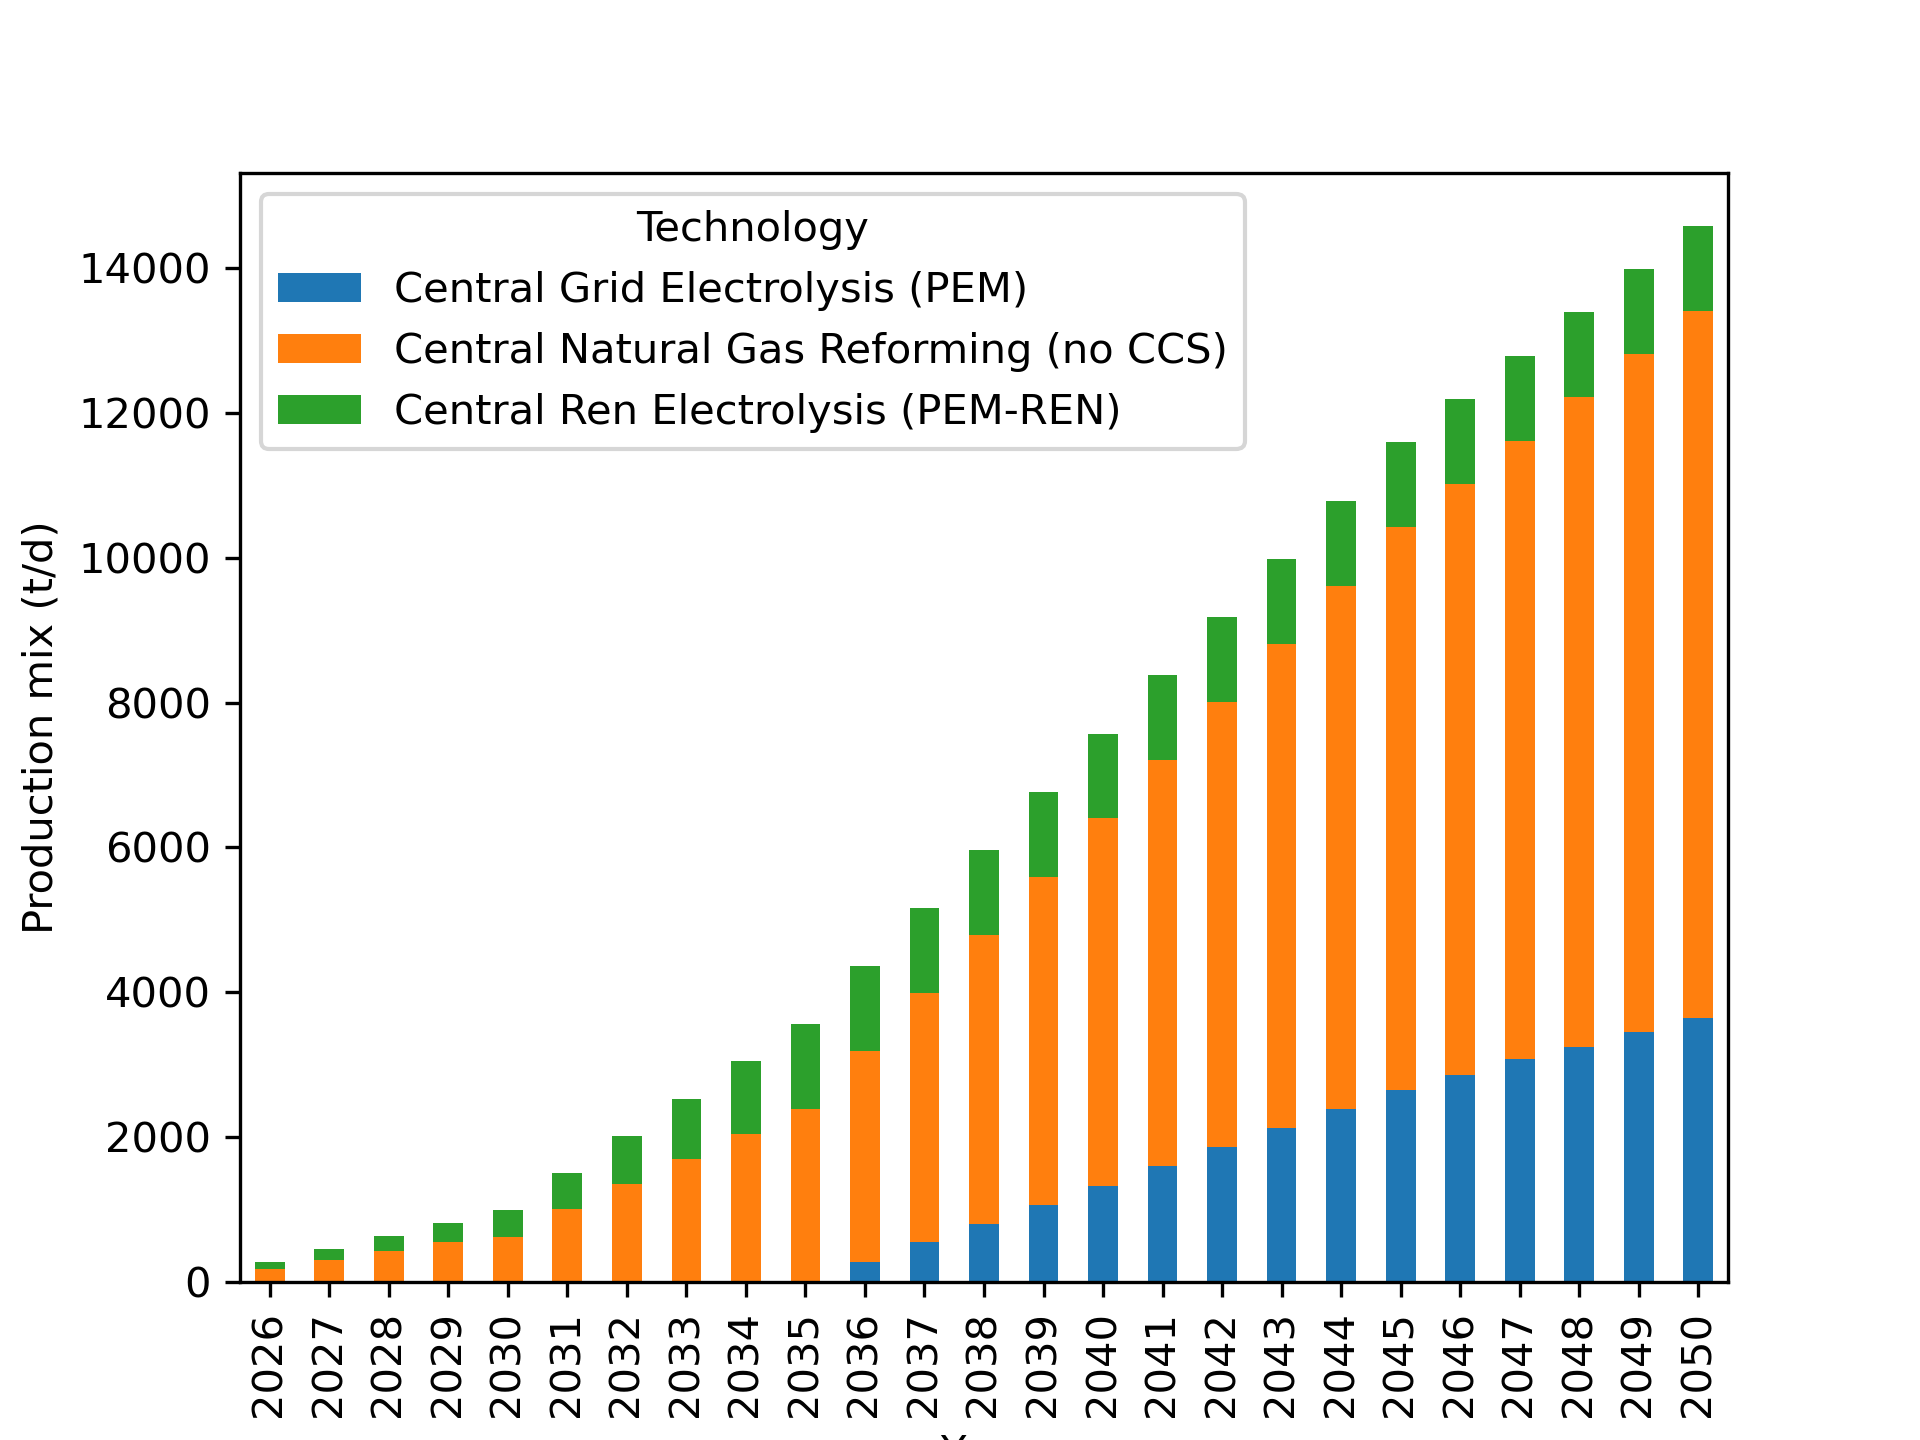 Technology
Central Grid Electrolysis (PEM)
Central Natural Gas Reforming (no CCS)
Central Ren Electrolysis (PEM-REN)
Production mix (t/d)
14000
12000
10000
8000
6000
4000
2000
0
2026 2027 2028 2029 2030 2031 2032 2033 2034 2035 2036 2037 2038 2039 2040 2041 2042 2043 2044 2045 2046 2047 2048 2049 2050